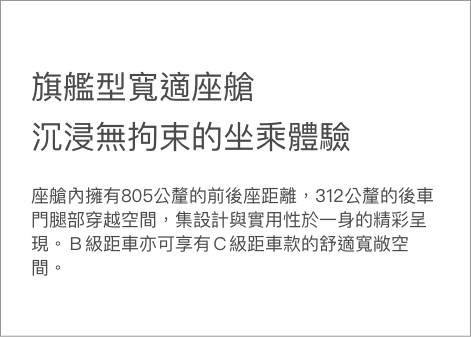 旗艦型寬適座艙
沉浸無拘束的坐乘體驗
座艙內擁有805公釐的前後座距離，312公釐的後車
門腿部穿越空間，集設計與實用性於一身的精彩呈
現。Ｂ級距車亦可享有Ｃ級距車款的舒適寬敞空
間。